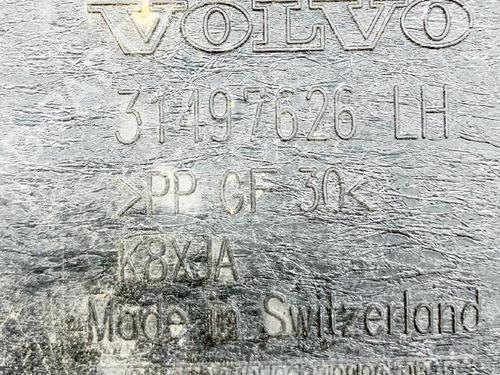 VOLVO
31497626 LH
>PP GF 30<
K8XJA
Made in Switzerland